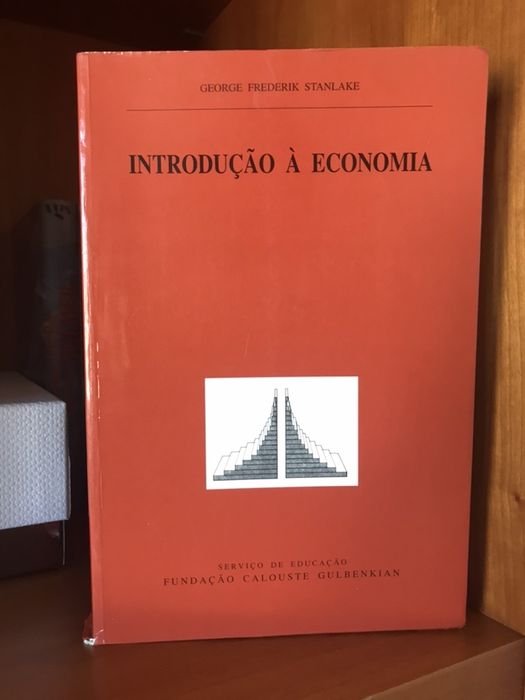 GEORGE FREDERIK STANLAKE
INTRODUÇÃO À ECONOMIA
SERVIÇO DE EDUCAÇÃO
FUNDAÇÃO CALOUSTE GULBENKIAN